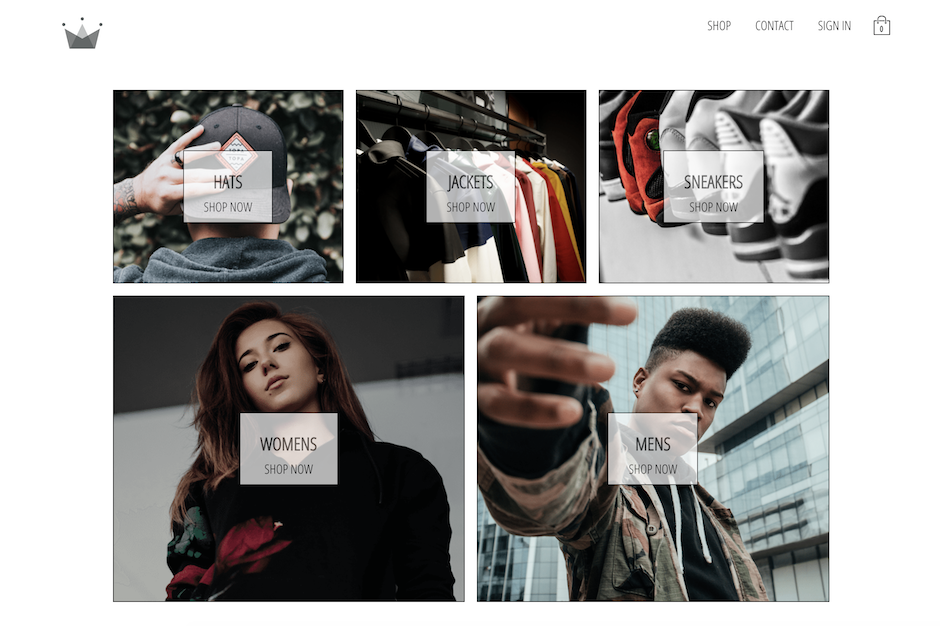 SHOP
CONTACT
SIGN IN
0
HATS
SHOP NOW
JACKETS
SHOP NOW
SNEAKERS
SHOP NOW
WOMENS
SHOP NOW
MENS
SHOP NOW